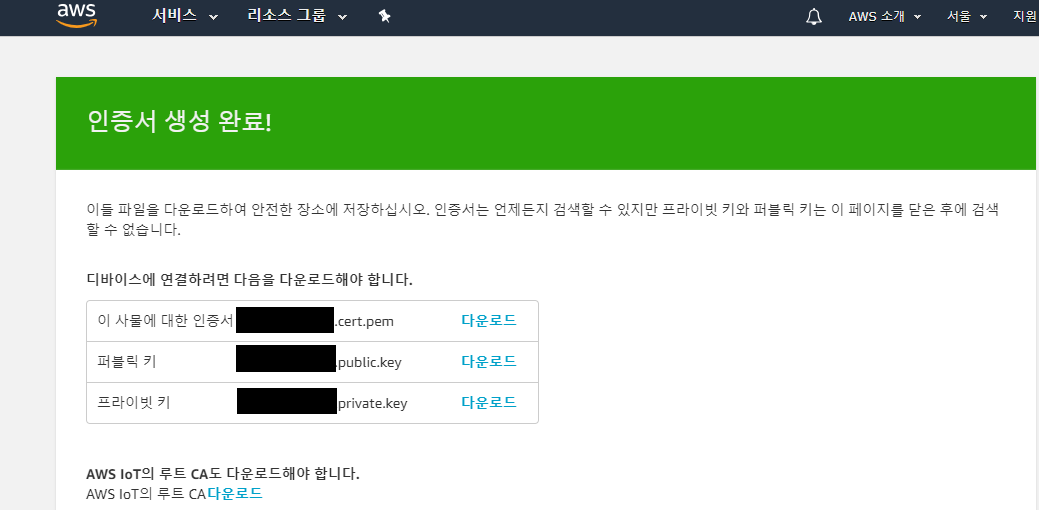 aws 서비스 리소스 그룹 AWS 소개 서울 지원
인증서 생성 완료!
이들 파일을 다운로드하여 안전한 장소에 저장하십시오. 인증서는 언제든지 검색할 수 있지만 프라이빗 키와 퍼블릭 키는 이 페이지를 닫은 후에 검색
할 수 없습니다.
디바이스에 연결하려면 다음을 다운로드해야 합니다.
이 사물에 대한 인증서 .cert.pem 다운로드
퍼블릭 키 .public.key 다운로드
프라이빗 키 private.key 다운로드
AWS IoT의 루트 CA도 다운로드해야 합니다.
AWS IoT의 루트 CA다운로드